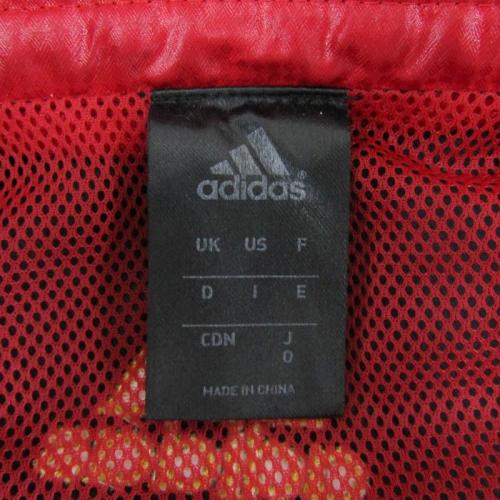 adidas®
UK US F
D I E
CDN J
O
MADE IN CHINA